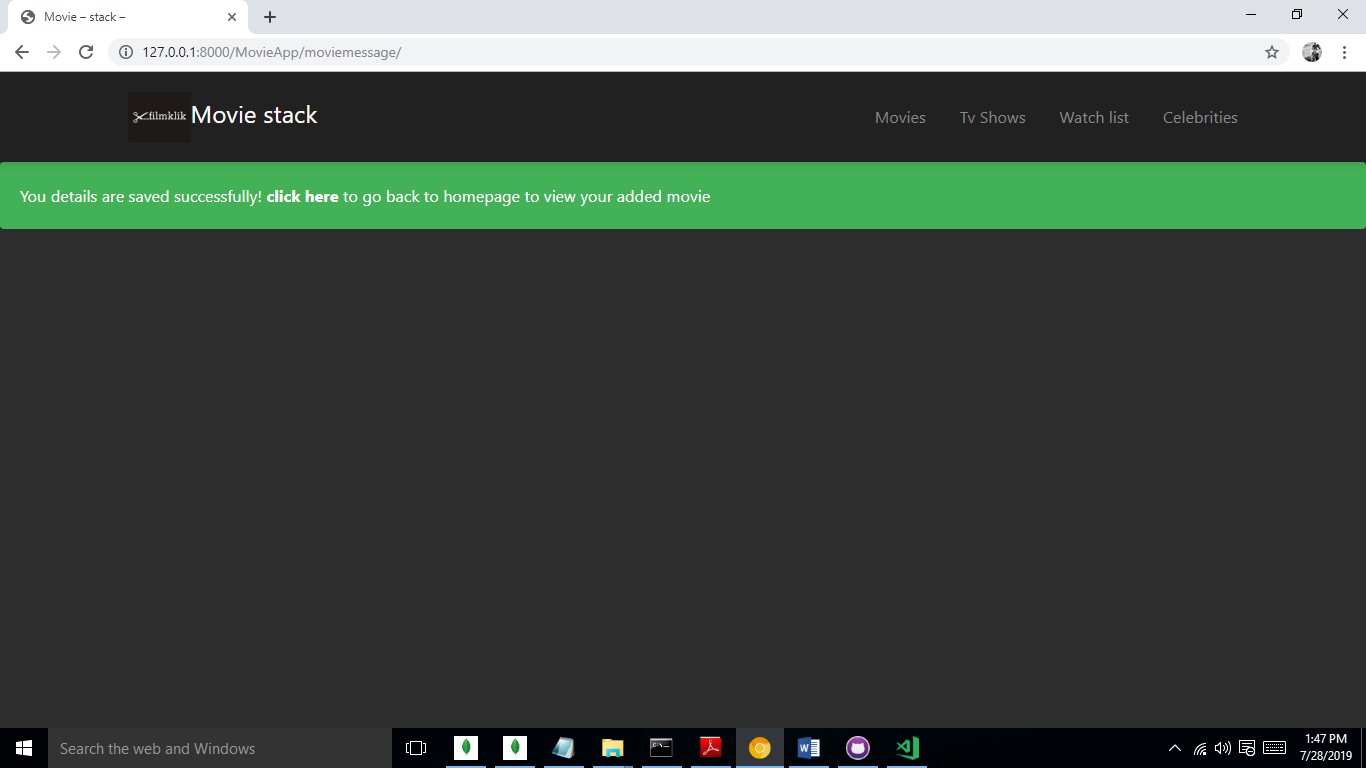 Movie – stack –
127.0.0.1:8000/MovieApp/moviemessage/
filmklik
Movie stack
Movies
Tv Shows
Watch list
Celebrities
You details are saved successfully! click here to go back to homepage to view your added movie
Search the web and Windows
1:47 PM
7/28/2019